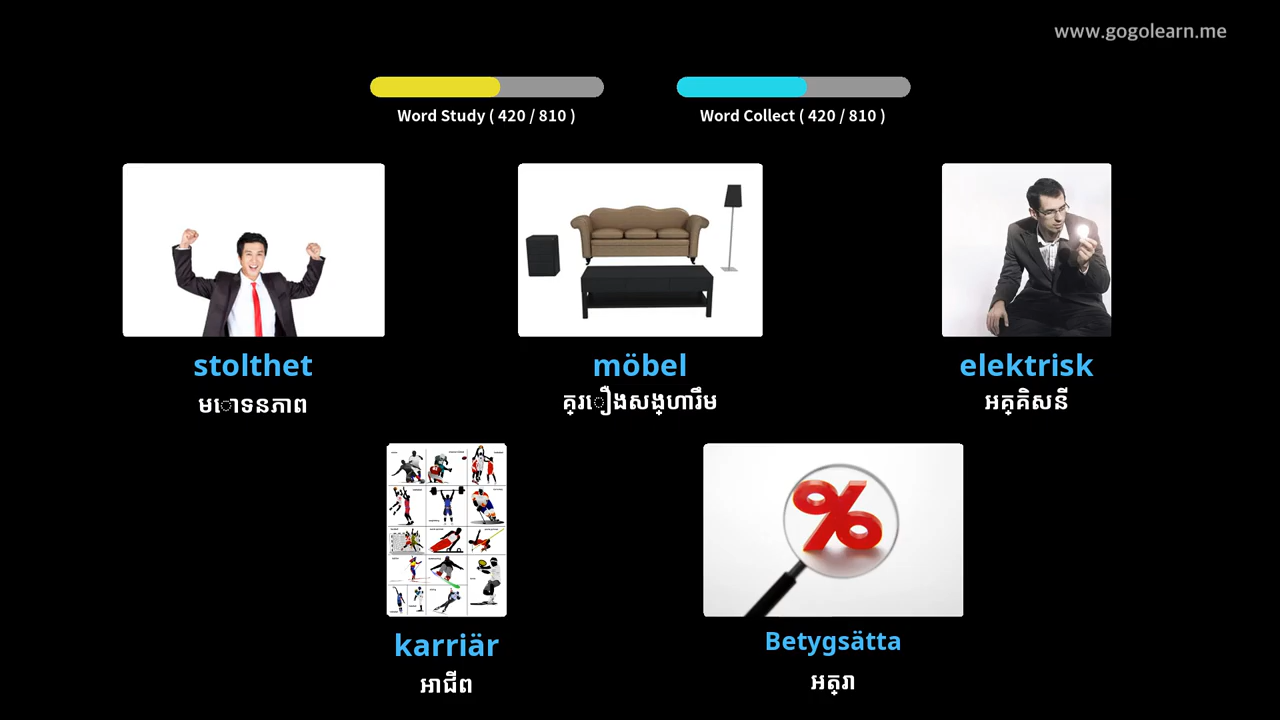 www.gogolearn.me
Word Study ( 420 / 810 )
Word Collect ( 420 / 810 )
stolthet
មោទនភាព
möbel
គ្រឿងសង្ហារឹម
elektrisk
អគ្គិសនី
karriär
អាជីព
Betygsätta
អត្រា